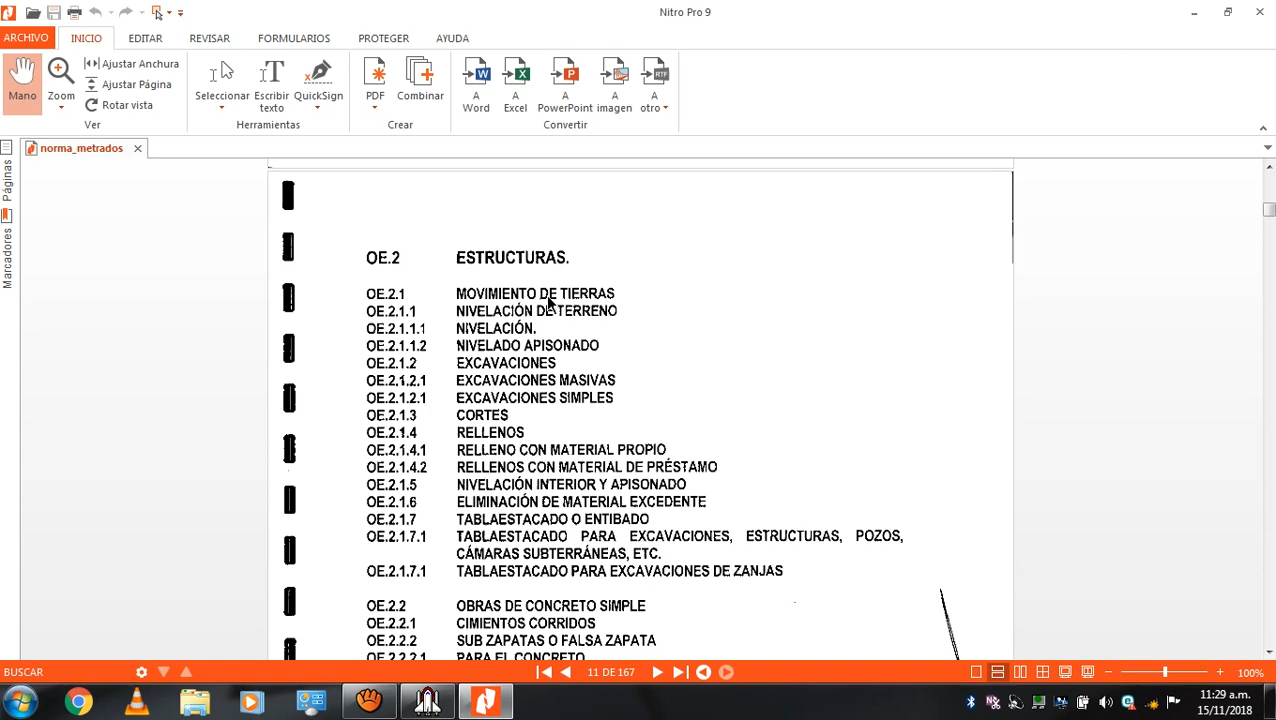 Nitro Pro 9
ARCHIVO INICIO EDITAR REVISAR FORMULARIOS PROTEGER AYUDA
Mano
Zoom
Ajustar Anchura
Ajustar Página
Rotar vista
Ver
Seleccionar
Escribir texto
QuickSign
Herramientas
PDF
Combinar
Crear
A Word
A Excel
A PowerPoint
A imagen
RTF
A otro
Convertir
norma_metrados
Páginas
Marcadores
OE.2 ESTRUCTURAS.
OE.2.1 MOVIMIENTO DE TIERRAS
OE.2.1.1 NIVELACIÓN DE TERRENO
OE.2.1.1.1 NIVELACIÓN.
OE.2.1.1.2 NIVELADO APISONADO
OE.2.1.2 EXCAVACIONES
OE.2.1.2.1 EXCAVACIONES MASIVAS
OE.2.1.2.1 EXCAVACIONES SIMPLES
OE.2.1.3 CORTES
OE.2.1.4 RELLENOS
OE.2.1.4.1 RELLENO CON MATERIAL PROPIO
OE.2.1.4.2 RELLENOS CON MATERIAL DE PRÉSTAMO
OE.2.1.5 NIVELACIÓN INTERIOR Y APISONADO
OE.2.1.6 ELIMINACIÓN DE MATERIAL EXCEDENTE
OE.2.1.7 TABLAESTACADO O ENTIBADO
OE.2.1.7.1 TABLAESTACADO PARA EXCAVACIONES, ESTRUCTURAS, POZOS,
CÁMARAS SUBTERRÁNEAS, ETC.
OE.2.1.7.1 TABLAESTACADO PARA EXCAVACIONES DE ZANJAS
OE.2.2 OBRAS DE CONCRETO SIMPLE
OE.2.2.1 CIMIENTOS CORRIDOS
OE.2.2.2 SUB ZAPATAS O FALSA ZAPATA
OE.2.2.2.1 PARA EL CONCRETO
BUSCAR
11 DE 167
100%
11:29 a.m.
15/11/2018